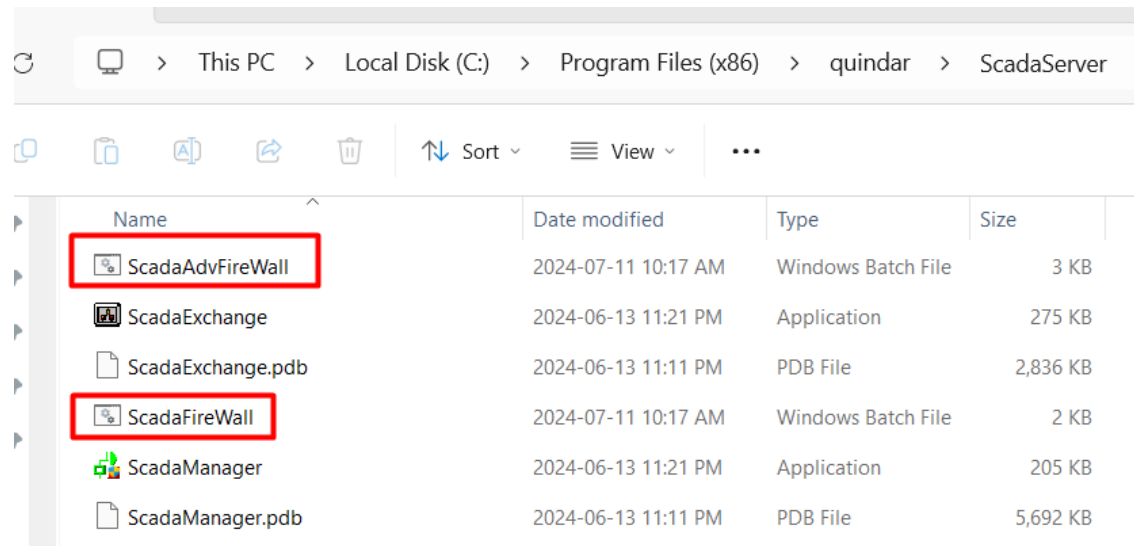 This PC > Local Disk (C:) > Program Files (x86) > quindar > ScadaServer
Sort View ...
Name Date modified Type Size
ScadaAdvFireWall 2024-07-11 10:17 AM Windows Batch File 3 KB
ScadaExchange 2024-06-13 11:21 PM Application 275 KB
ScadaExchange.pdb 2024-06-13 11:11 PM PDB File 2,836 KB
ScadaFireWall 2024-07-11 10:17 AM Windows Batch File 2 KB
ScadaManager 2024-06-13 11:21 PM Application 205 KB
ScadaManager.pdb 2024-06-13 11:11 PM PDB File 5,692 KB